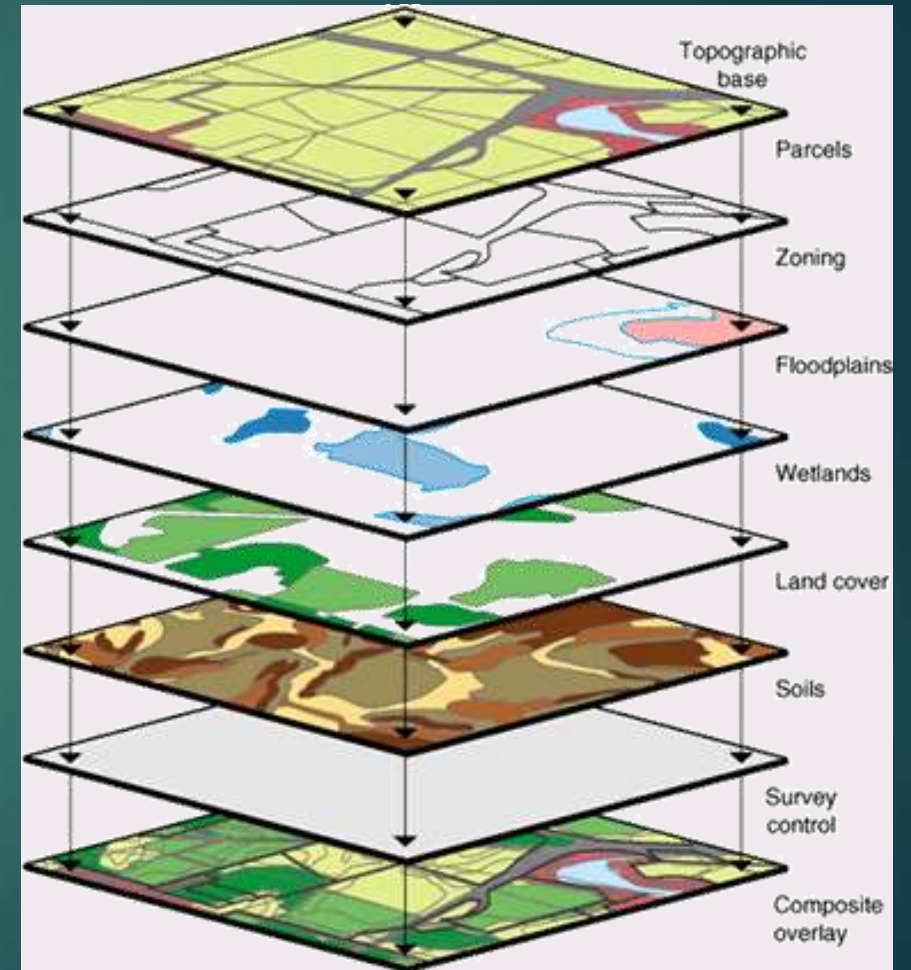 Topographic
base
Parcels
Zoning
Floodplains
Wetlands
Land cover
Soils
Survey
control
Composite
overlay